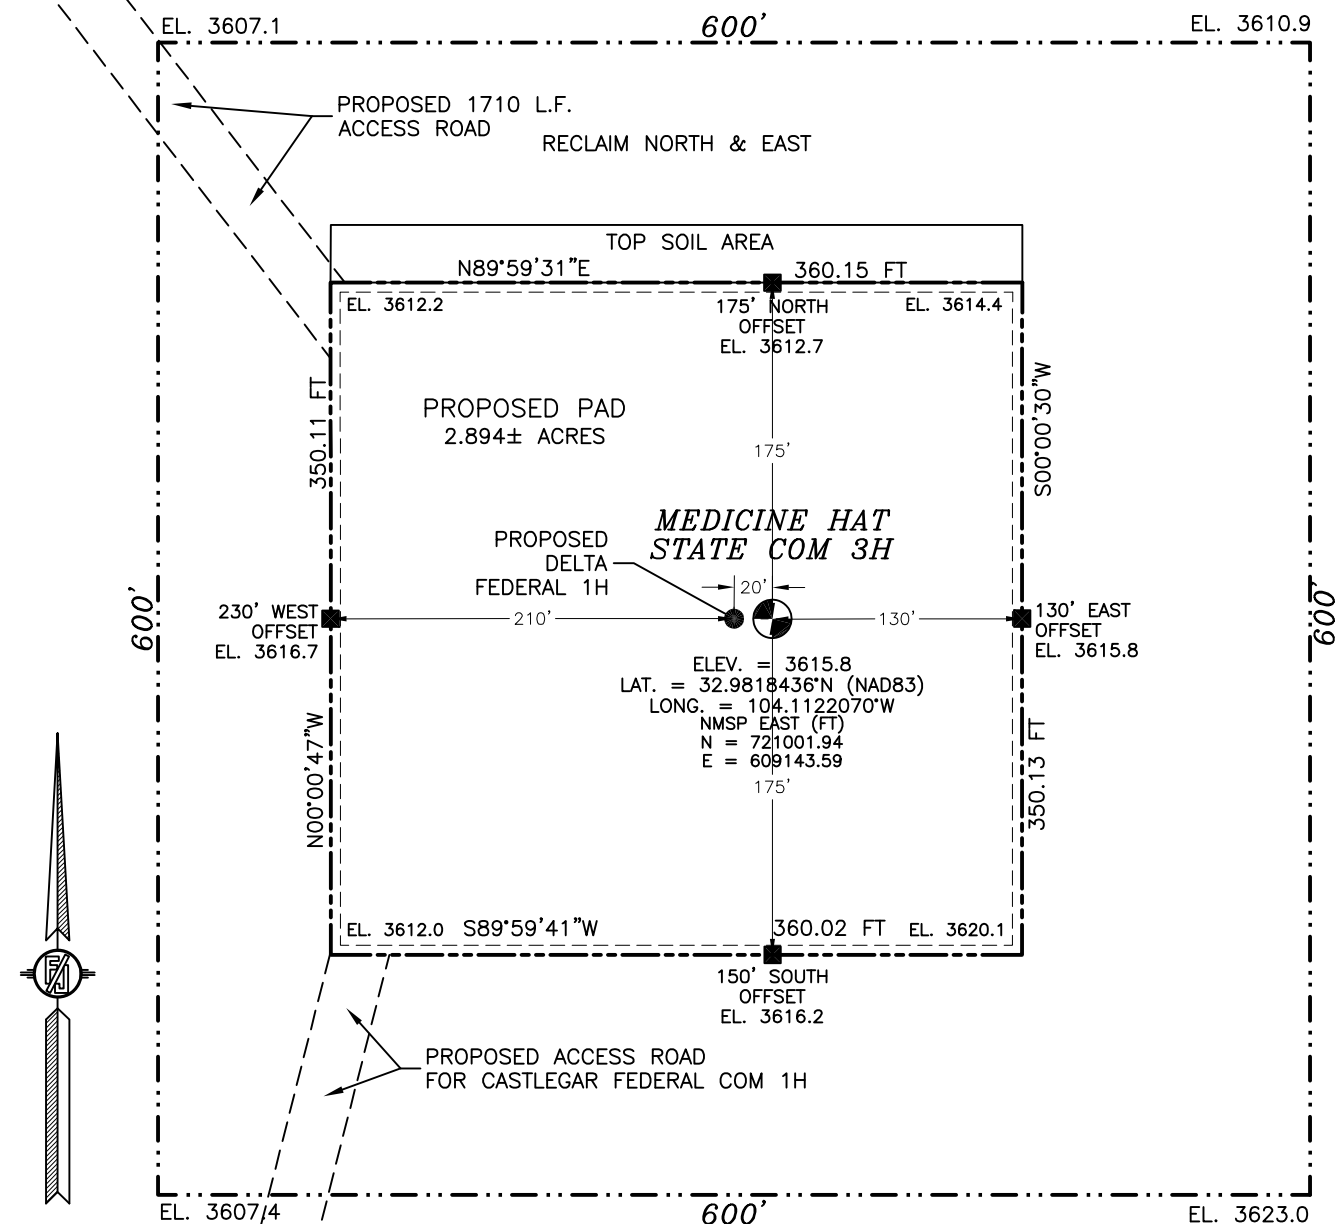 EL. 3607.1
600'
EL. 3610.9
PROPOSED 1710 L.F.
ACCESS ROAD
RECLAIM NORTH & EAST
TOP SOIL AREA
N89°59'31"E
360.15 FT
EL. 3612.2
175' NORTH
OFFSET
EL. 3612.7
EL. 3614.4
350.11 FT
S00°00'30"W
PROPOSED PAD
2.894± ACRES
175'
MEDICINE HAT
STATE COM 3H
PROPOSED
DELTA
FEDERAL 1H
20'
600'
230' WEST
OFFSET
EL. 3616.7
210'
130'
130' EAST
OFFSET
EL. 3615.8
600'
ELEV. = 3615.8
LAT. = 32.9818436°N (NAD83)
LONG. = 104.1122070°W
NMSP EAST (FT)
N = 721001.94
E = 609143.59
175'
N00°00'47"W
350.13 FT
EL. 3612.0
S89°59'41"W
360.02 FT
EL. 3620.1
150' SOUTH
OFFSET
EL. 3616.2
PROPOSED ACCESS ROAD
FOR CASTLEGAR FEDERAL COM 1H
EL. 3607.4
600'
EL. 3623.0